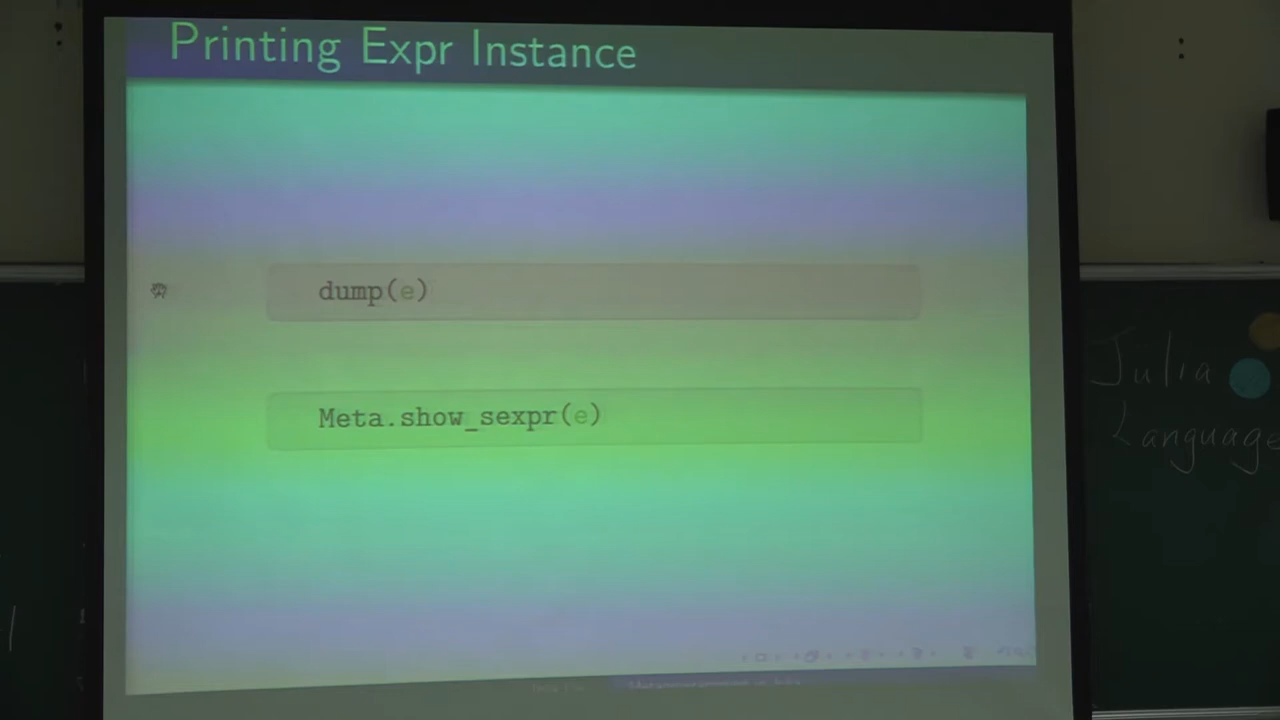 Printing Expr Instance
dump(e)
Meta.show_sexpr(e)
Julia
Language